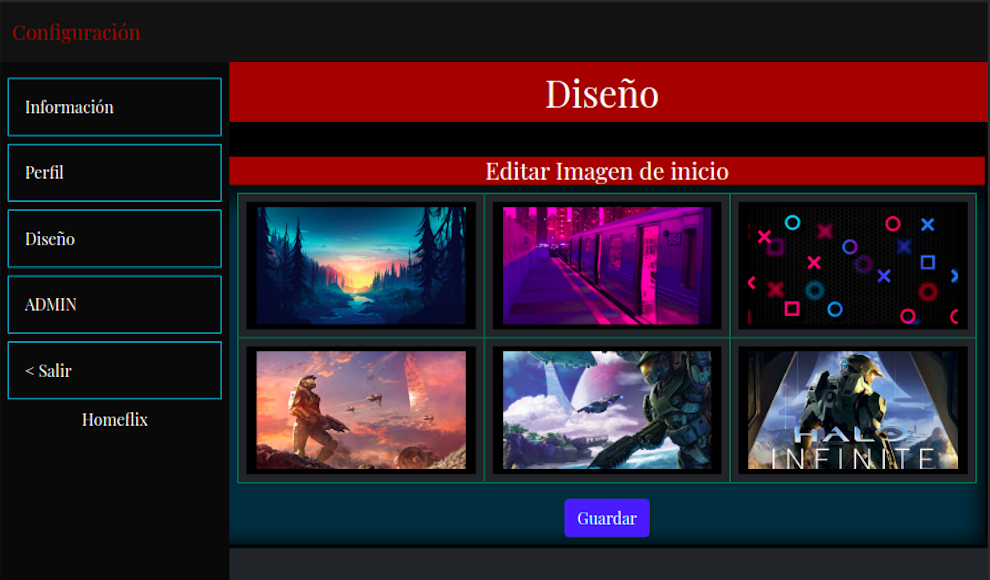 Configuración
Información
Perfil
Diseño
ADMIN
< Salir
Homeflix
Diseño
Editar Imagen de inicio
HALO
INFINITE
Guardar